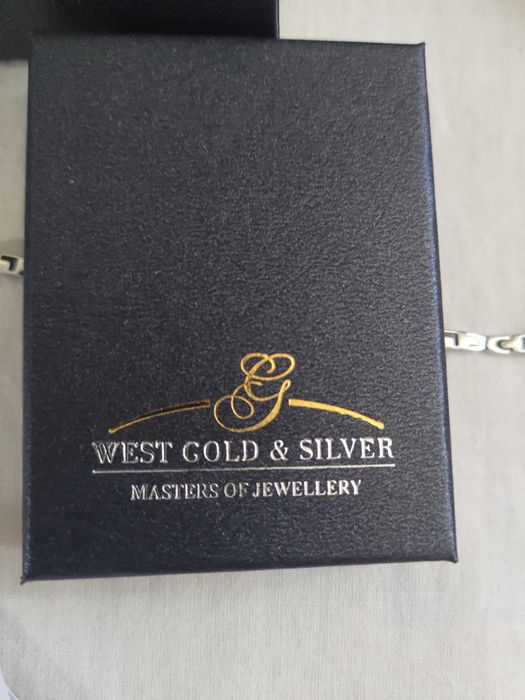 G
WEST GOLD & SILVER
MASTERS OF JEWELLERY